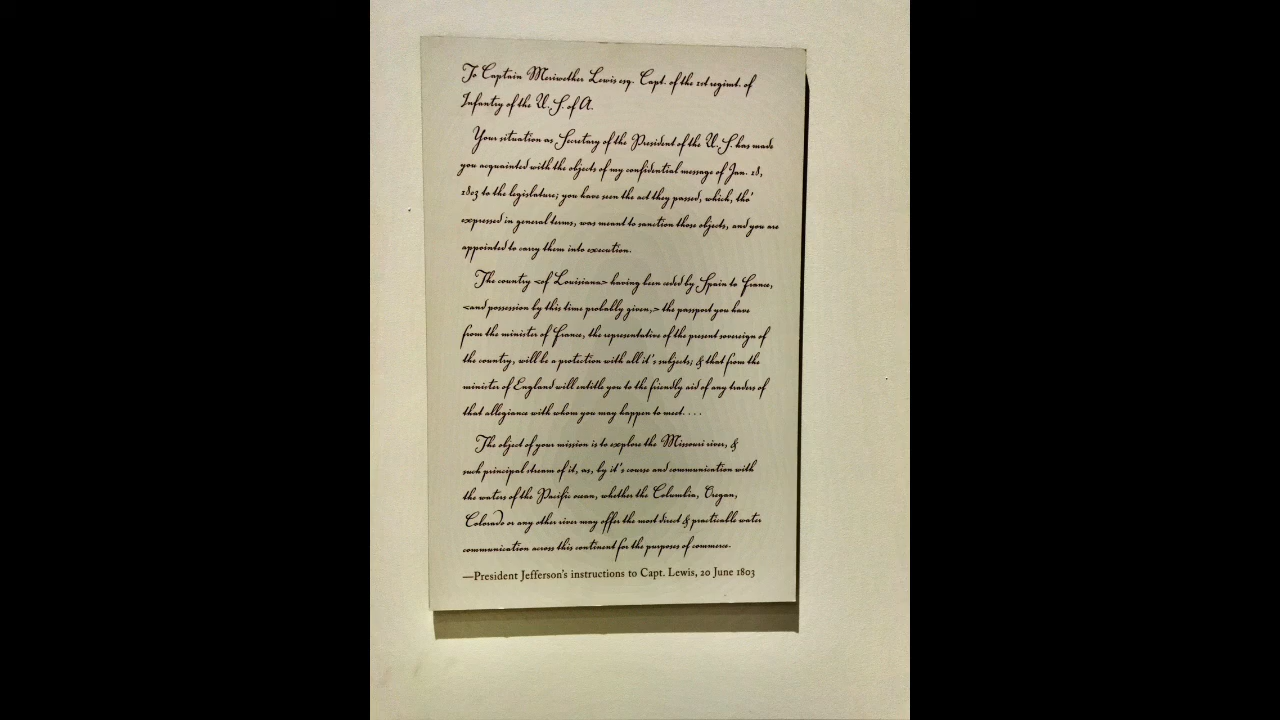 To Captain Meriwether Lewis esq. Capt. of the 1st regimt. of
Infantry of the U. S. of A.
Your situation as Secretary of the President of the U. S. has made
you acquainted with the objects of my confidential message of Jan. 18,
1803 to the legislature; you have seen the act they passed, which, tho'
expressed in general terms, was meant to sanction those objects, and you are
appointed to carry them into execution.
The country <of Louisiana> having been ceded by Spain to France,
<and possession by this time probably given,> the passport you have
from the minister of France, the representative of the present sovereign of
the country, will be a protection with all it's subjects; & that from the
minister of England will entitle you to the friendly aid of any traders of
that allegiance with whom you may happen to meet. . . .
The object of your mission is to explore the Missouri river, &
such principal stream of it, as, by it's course and communication with
the waters of the Pacific ocean, whether the Columbia, Oregan,
Colorado or any other river may offer the most direct & practicable water
communication across this continent for the purposes of commerce.
—President Jefferson's instructions to Capt. Lewis, 20 June 1803